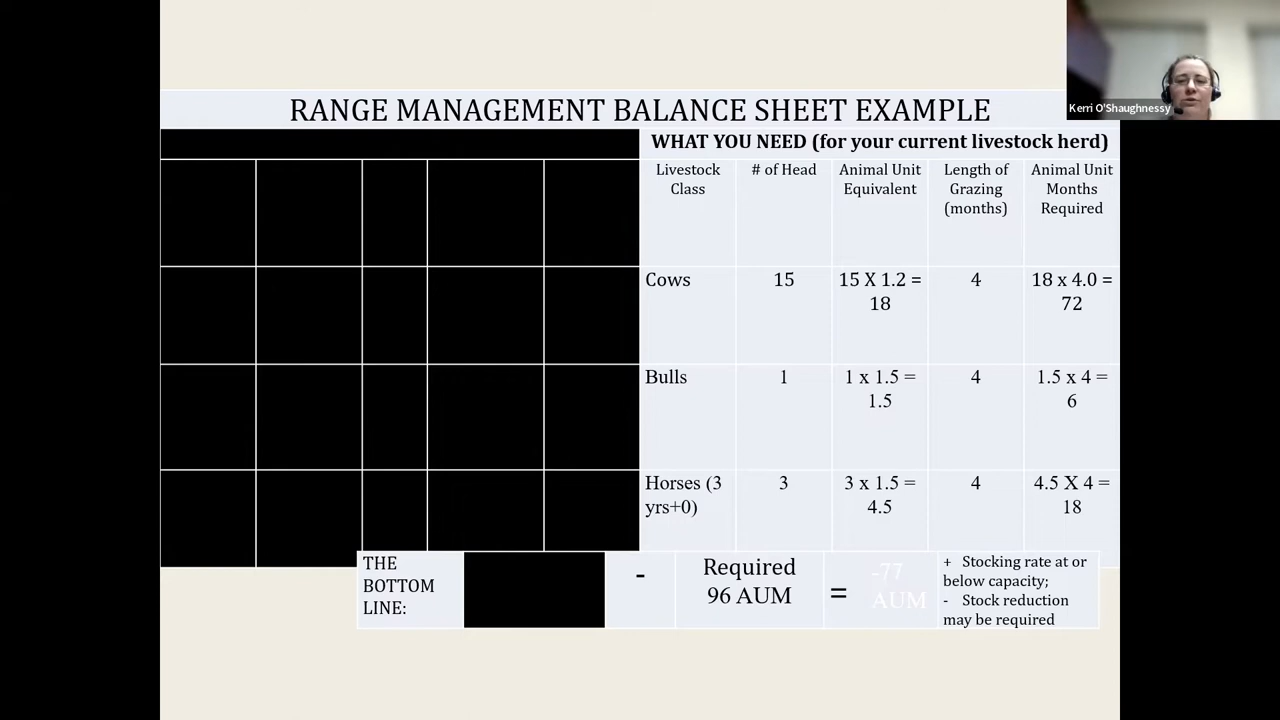 Kerri O'Shaughnessy
RANGE MANAGEMENT BALANCE SHEET EXAMPLE
WHAT YOU NEED (for your current livestock herd)
Livestock
Class
# of Head
Animal Unit
Equivalent
Length of
Grazing
(months)
Animal Unit
Months
Required
Cows
15
15 X 1.2 =
18
4
18 x 4.0 =
72
Bulls
1
1 x 1.5 =
1.5
4
1.5 x 4 =
6
Horses (3
yrs+0)
3
3 x 1.5 =
4.5
4
4.5 X 4 =
18
THE
BOTTOM
LINE:
-
Required
96 AUM
=
-77
AUM
+ Stocking rate at or
below capacity;
- Stock reduction
may be required